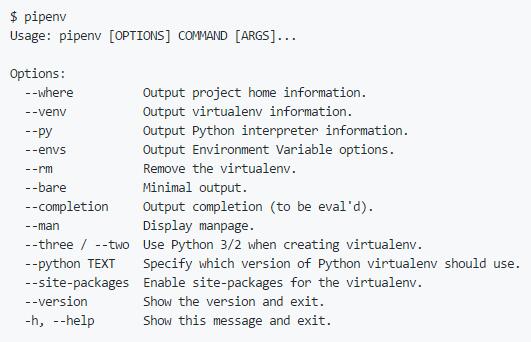 $ pipenv
Usage: pipenv [OPTIONS] COMMAND [ARGS]...

Options:
  --where          Output project home information.
  --venv           Output virtualenv information.
  --py             Output Python interpreter information.
  --envs           Output Environment Variable options.
  --rm             Remove the virtualenv.
  --bare           Minimal output.
  --completion     Output completion (to be eval'd).
  --man            Display manpage.
  --three / --two  Use Python 3/2 when creating virtualenv.
  --python TEXT    Specify which version of Python virtualenv should use.
  --site-packages  Enable site-packages for the virtualenv.
  --version        Show the version and exit.
  -h, --help       Show this message and exit.